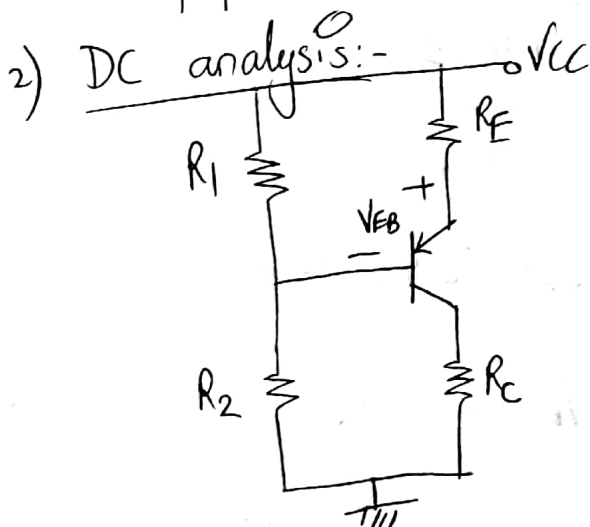 2) DC analysis:-
VCC
R1
RE
+
VEB
-
R2
RC